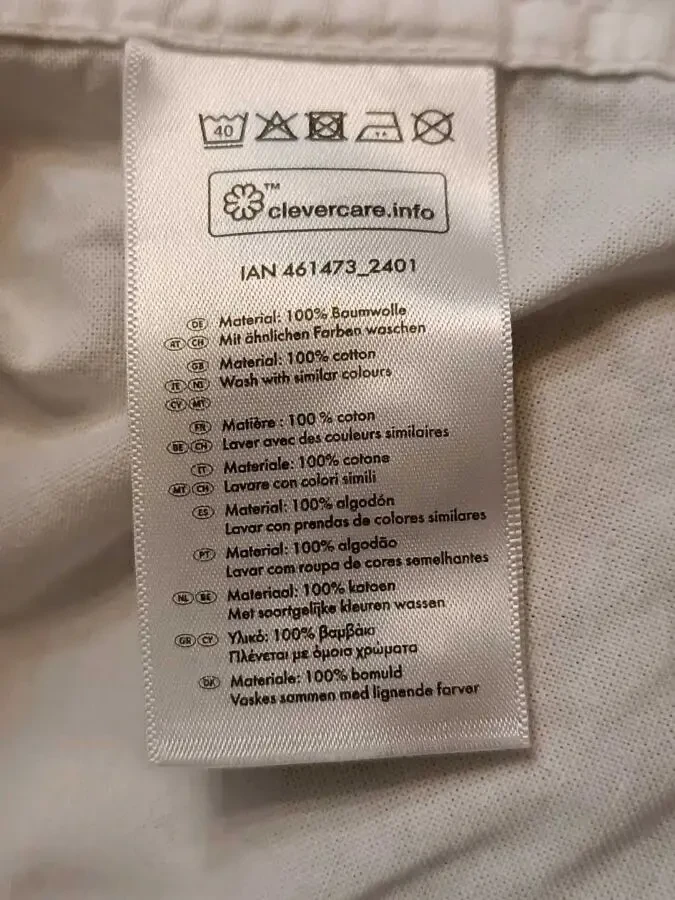 40
clevercare.info™
IAN 461473_2401
DE Material: 100% Baumwolle
AT CH Mit ähnlichen Farben waschen
GB Material: 100% cotton
IE NI Wash with similar colours
CY MT
FR Matière : 100 % coton
BE CH Laver avec des couleurs similaires
IT Materiale: 100% cotone
MT CH Lavare con colori simili
ES Material: 100% algodón
Lavar con prendas de colores similares
PT Material: 100% algodão
Lavar com roupa de cores semelhantes
NL BE Materiaal: 100% katoen
Met soortgelijke kleuren wassen
GR CY Υλικό: 100% βαμβάκι
Πλένεται με όμοια χρώματα
DK Materiale: 100% bomuld
Vaskes sammen med lignende farver